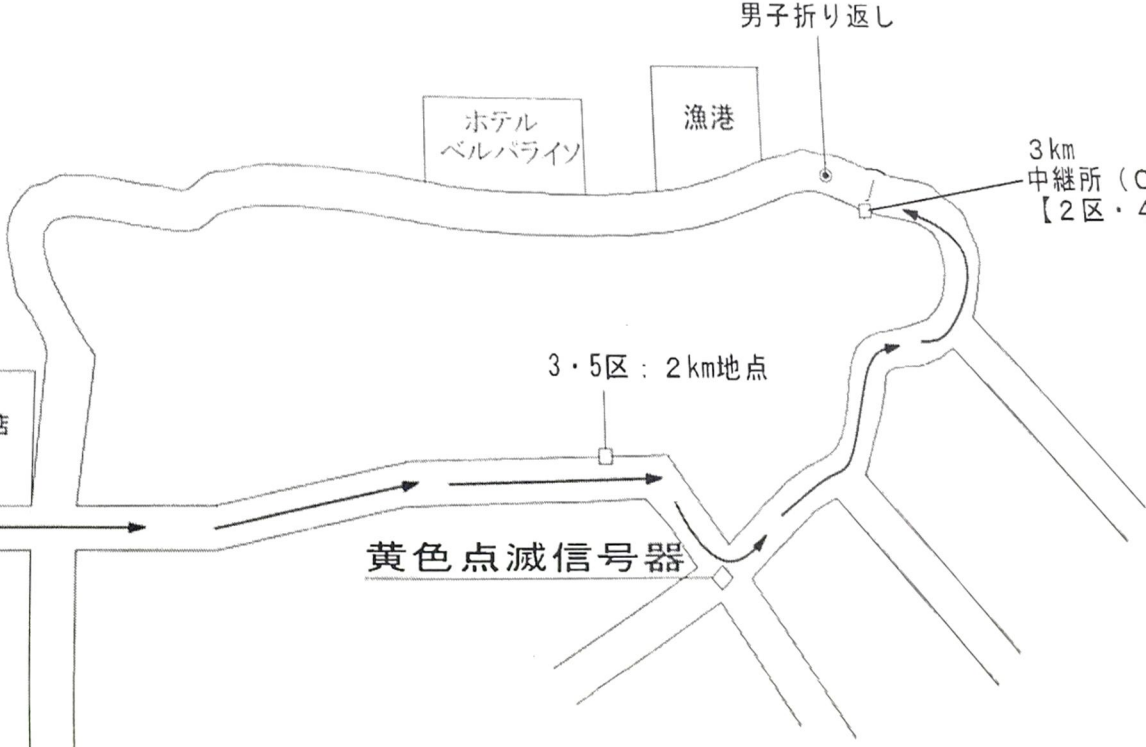 男子折り返し
漁港
ホテル
ベルパライソ
3km
中継所（
【2区・4
3・5区：2km地点
店
黄色点滅信号器